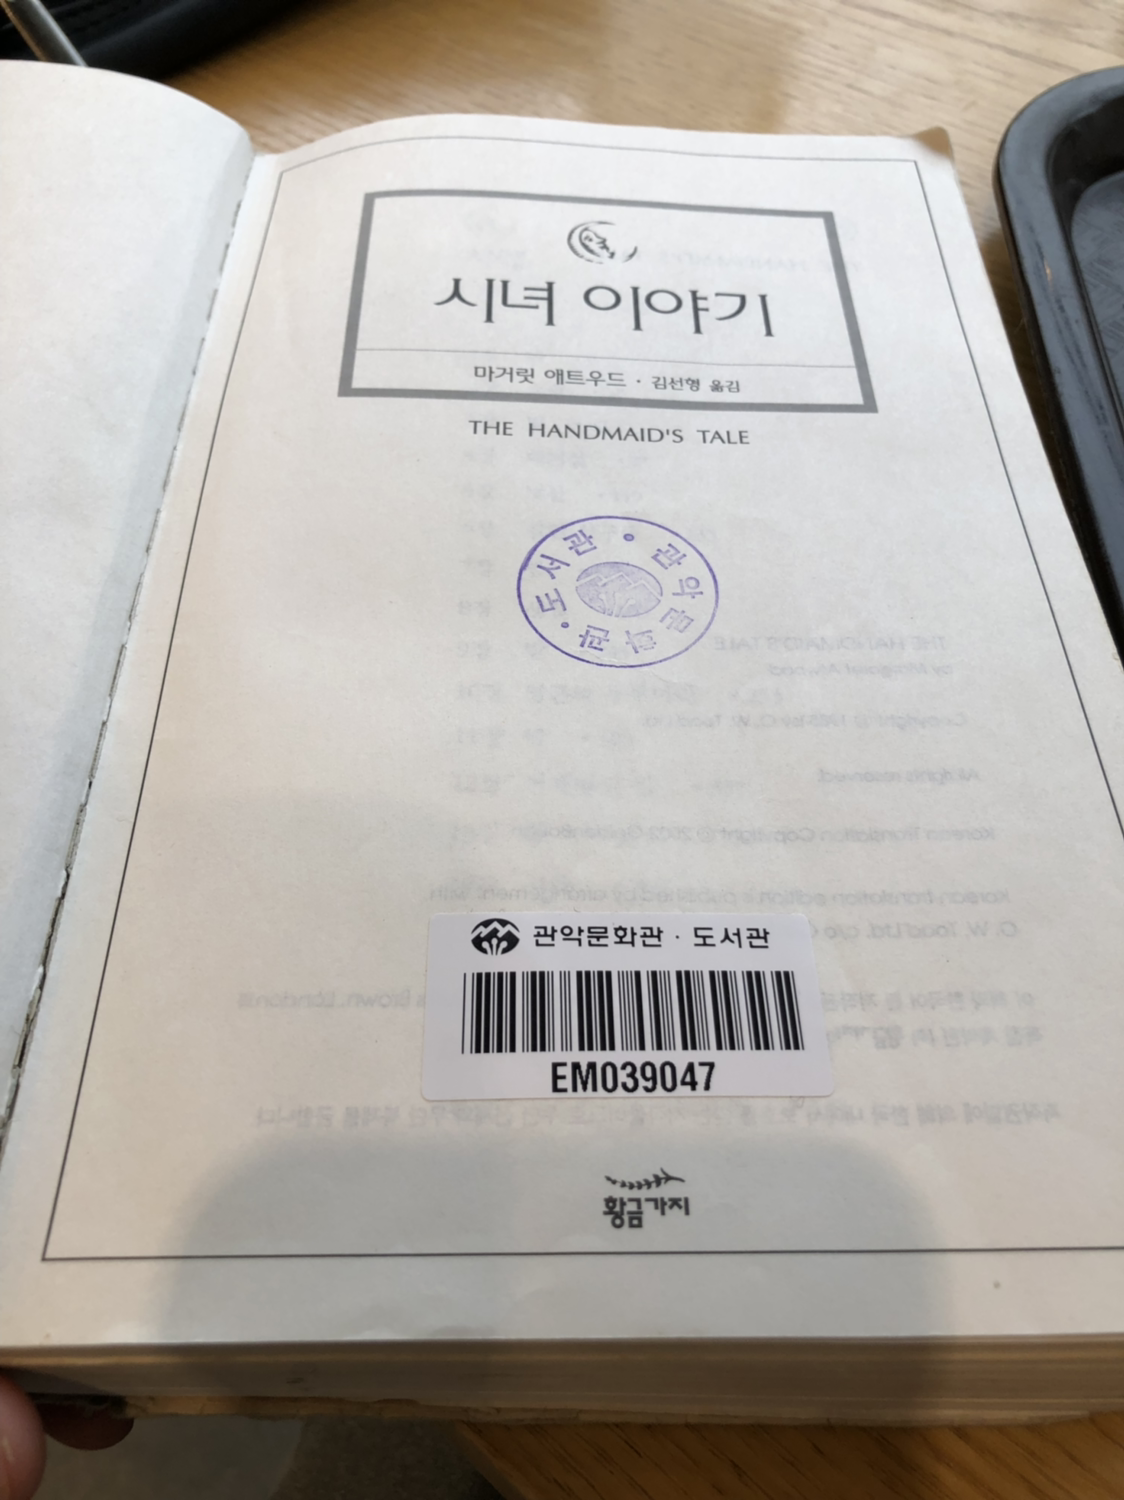 시녀 이야기
마거릿 애트우드 · 김선형 옮김
THE HANDMAID'S TALE
관악문화관 · 도서관 ·
관악문화관 · 도서관
EM039047
황금가지